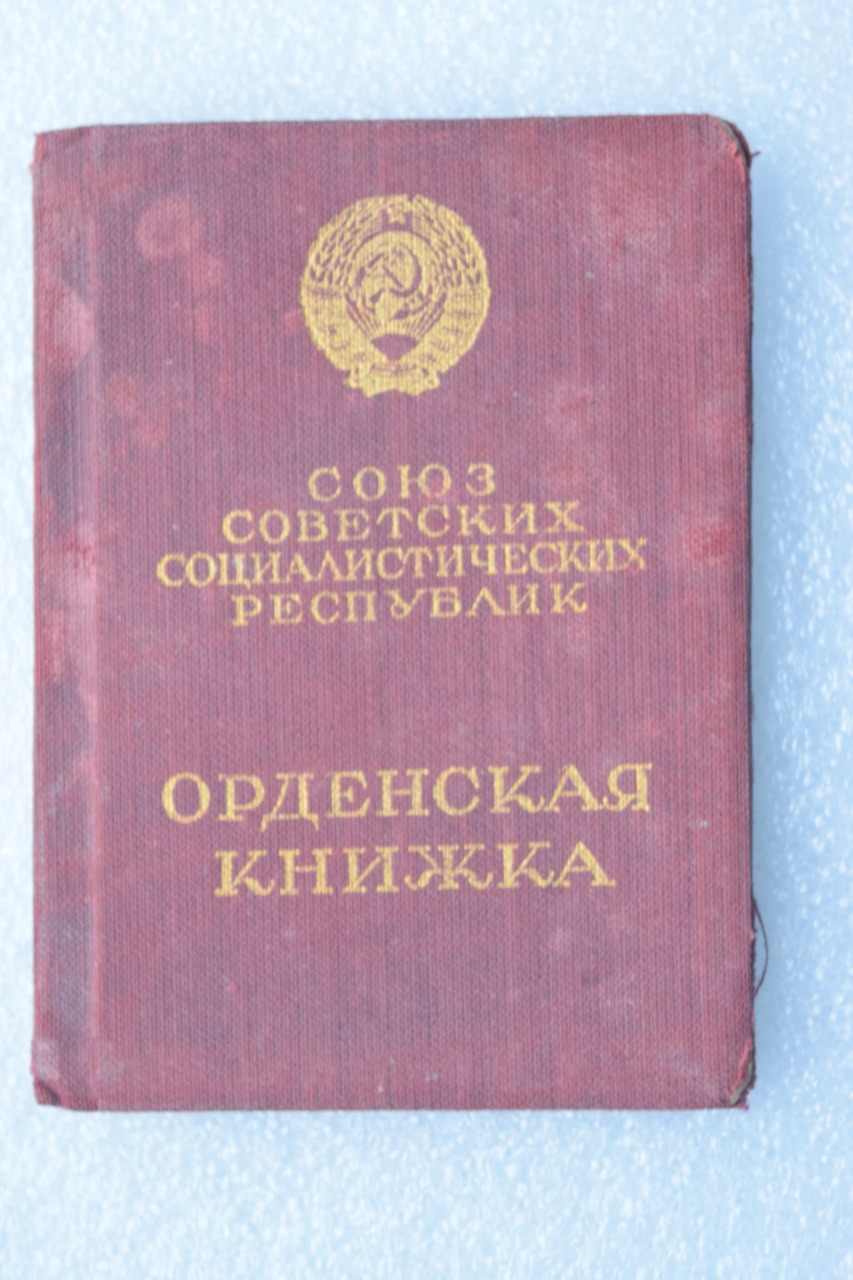 СОЮЗ
СОВЕТСКИХ
СОЦИАЛИСТИЧЕСКИХ
РЕСПУБЛИК
ОРДЕНСКАЯ
КНИЖКА